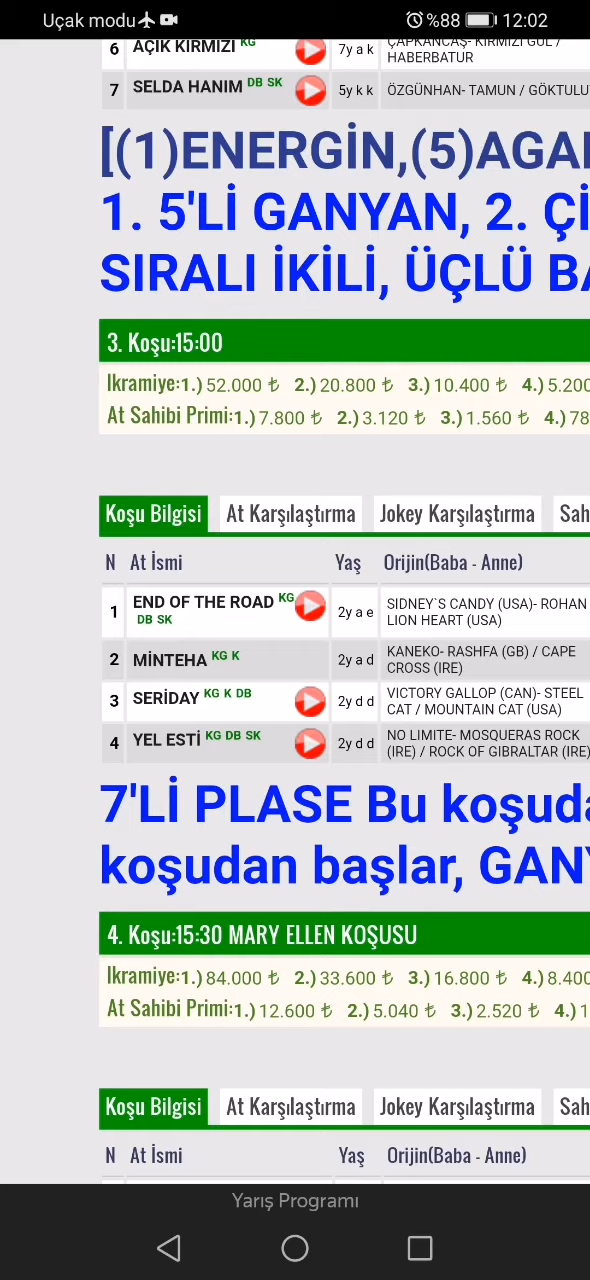 Uçak modu %88 12:02
6 AÇIK KIRMIZI KG 7y a k ÇAPKANCAŞ- KIRMIZI GÜL /
HABERBATUR
7 SELDA HANIM DB SK 5y k k ÖZGÜNHAN- TAMUN / GÖKTULU
[(1)ENERGİN,(5)AGA
1. 5'Lİ GANYAN, 2. Çİ
SIRALI İKİLİ, ÜÇLÜ BA
3. Koşu:15:00
Ikramiye:1.) 52.000 ₺ 2.) 20.800 ₺ 3.) 10.400 ₺ 4.) 5.200
At Sahibi Primi:1.) 7.800 ₺ 2.) 3.120 ₺ 3.) 1.560 ₺ 4.) 78
Koşu Bilgisi At Karşılaştırma Jokey Karşılaştırma Sah
N At İsmi Yaş Orijin(Baba - Anne)
1 END OF THE ROAD KG DB SK 2y a e SIDNEY`S CANDY (USA)- ROHAN
LION HEART (USA)
2 MİNTEHA KG K 2y a d KANEKO- RASHFA (GB) / CAPE
CROSS (IRE)
3 SERİDAY KG K DB 2y d d VICTORY GALLOP (CAN)- STEEL
CAT / MOUNTAIN CAT (USA)
4 YEL ESTİ KG DB SK 2y d d NO LIMITE- MOSQUERAS ROCK
(IRE) / ROCK OF GIBRALTAR (IRE)
7'Lİ PLASE Bu koşuda
koşudan başlar, GANY
4. Koşu:15:30 MARY ELLEN KOŞUSU
Ikramiye:1.) 84.000 ₺ 2.) 33.600 ₺ 3.) 16.800 ₺ 4.) 8.400
At Sahibi Primi:1.) 12.600 ₺ 2.) 5.040 ₺ 3.) 2.520 ₺ 4.) 1
Koşu Bilgisi At Karşılaştırma Jokey Karşılaştırma Sah
N At İsmi Yaş Orijin(Baba - Anne)
Yarış Programı